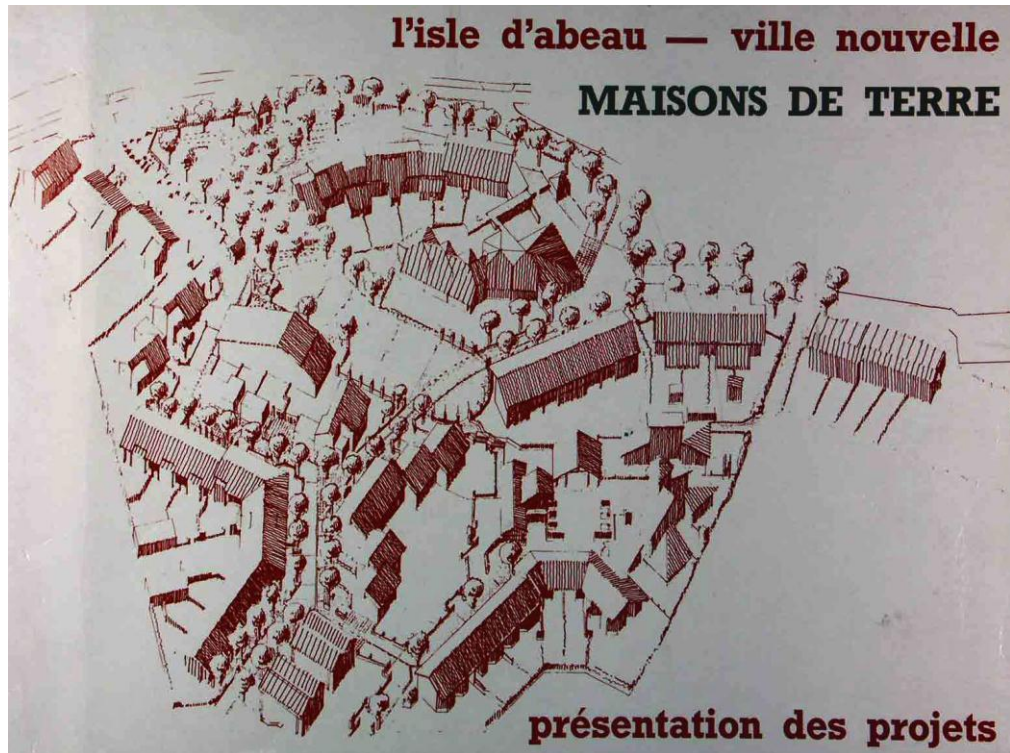 l'isle d'abeau — ville nouvelle
MAISONS DE TERRE
présentation des projets